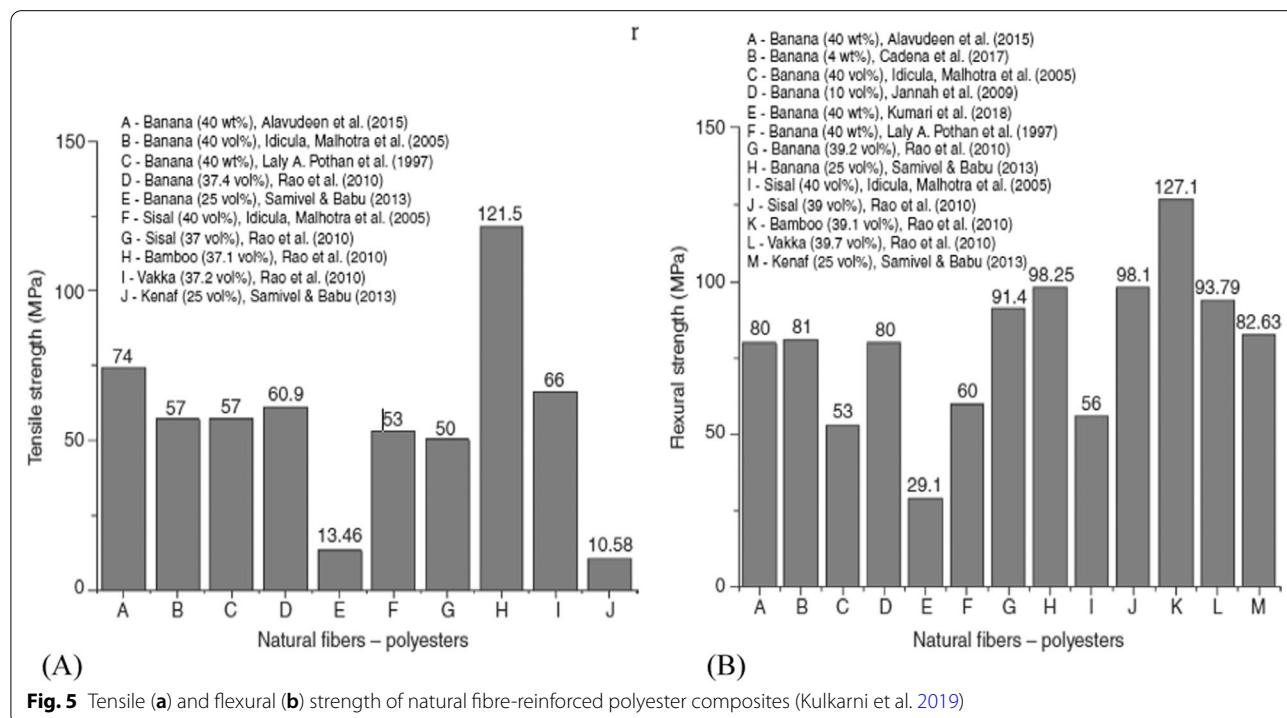 r
A - Banana (40 wt%), Alavudeen et al. (2015)
B - Banana (40 vol%), Idicula, Malhotra et al. (2005)
C - Banana (40 wt%), Laly A. Pothan et al. (1997)
D - Banana (37.4 vol%), Rao et al. (2010)
E - Banana (25 vol%), Samivel & Babu (2013)
F - Sisal (40 vol%), Idicula, Malhotra et al. (2005)
G - Sisal (37 vol%), Rao et al. (2010)
H - Bamboo (37.1 vol%), Rao et al. (2010)
I - Vakka (37.2 vol%), Rao et al. (2010)
J - Kenaf (25 vol%), Samivel & Babu (2013)
Tensile strength (MPa)
150
100
50
0
74
57
57
60.9
13.46
53
50
121.5
66
10.58
A B C D E F G H I J
Natural fibers – polyesters
(A)
A - Banana (40 wt%), Alavudeen et al. (2015)
B - Banana (4 wt%), Cadena et al. (2017)
C - Banana (40 vol%), Idicula, Malhotra et al. (2005)
D - Banana (10 vol%), Jannah et al. (2009)
E - Banana (40 wt%), Kumari et al. (2018)
F - Banana (40 wt%), Laly A. Pothan et al. (1997)
G - Banana (39.2 vol%), Rao et al. (2010)
H - Banana (25 vol%), Samivel & Babu (2013)
I - Sisal (40 vol%), Idicula, Malhotra et al. (2005)
J - Sisal (39 vol%), Rao et al. (2010)
K - Bamboo (39.1 vol%), Rao et al. (2010)
L - Vakka (39.7 vol%), Rao et al. (2010)
M - Kenaf (25 vol%), Samivel & Babu (2013)
Flexural strength (MPa)
150
100
50
0
80
81
53
80
29.1
60
91.4
98.25
56
98.1
127.1
93.79
82.63
A B C D E F G H I J K L M
Natural fibers – polyesters
(B)
Fig. 5 Tensile (a) and flexural (b) strength of natural fibre-reinforced polyester composites (Kulkarni et al. 2019)